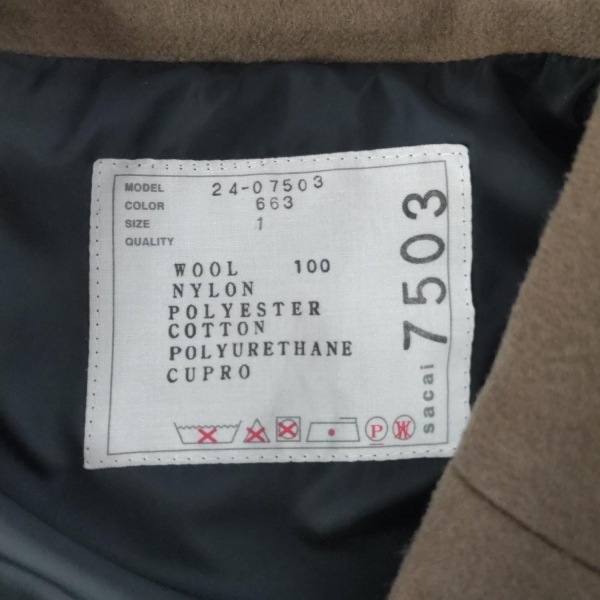 MODEL 24-07503
COLOR 663
SIZE 1
QUALITY
WOOL 100
NYLON
POLYESTER
COTTON
POLYURETHANE
CUPRO
P
W
sacai 7503